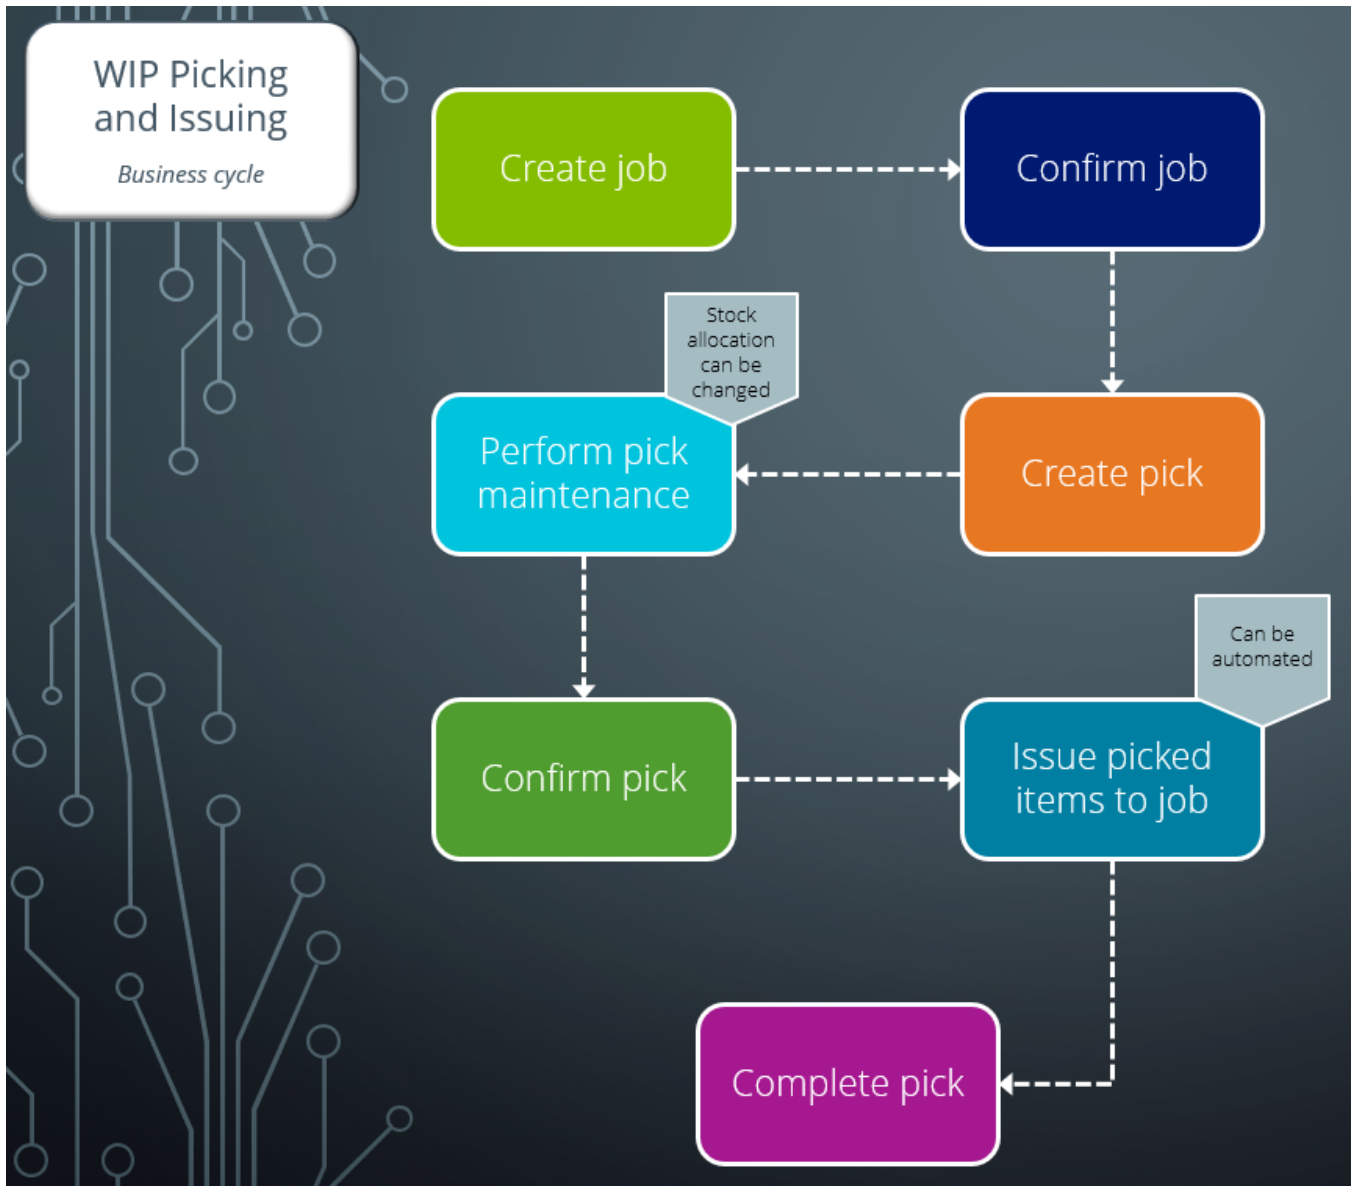 WIP Picking
and Issuing
Business cycle
Create job
Confirm job
Stock
allocation
can be
changed
Perform pick
maintenance
Create pick
Can be
automated
Confirm pick
Issue picked
items to job
Complete pick